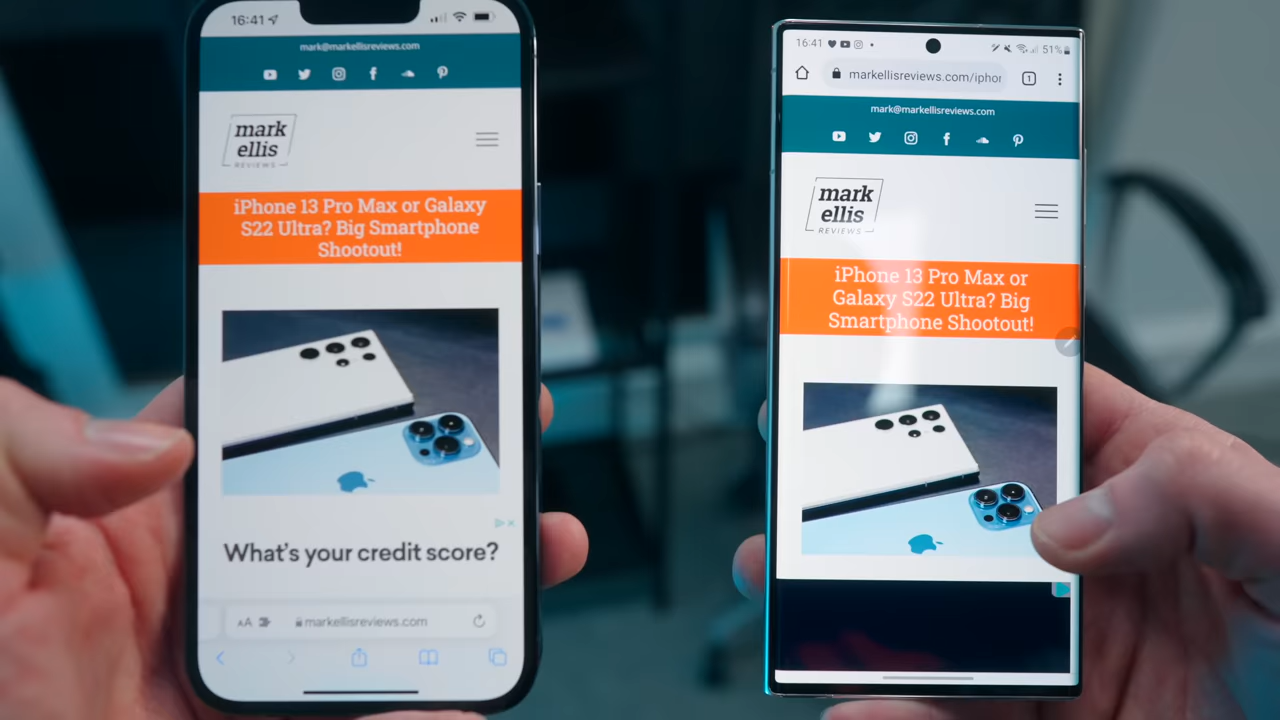 16:41
mark@markellisreviews.com
mark
ellis
REVIEWS
iPhone 13 Pro Max or Galaxy
S22 Ultra? Big Smartphone
Shootout!
What's your credit score?
AA
markellisreviews.com
16:41
51%
markellisreviews.com/iphor
1
mark@markellisreviews.com
mark
ellis
REVIEWS
iPhone 13 Pro Max or
Galaxy S22 Ultra? Big
Smartphone Shootout!